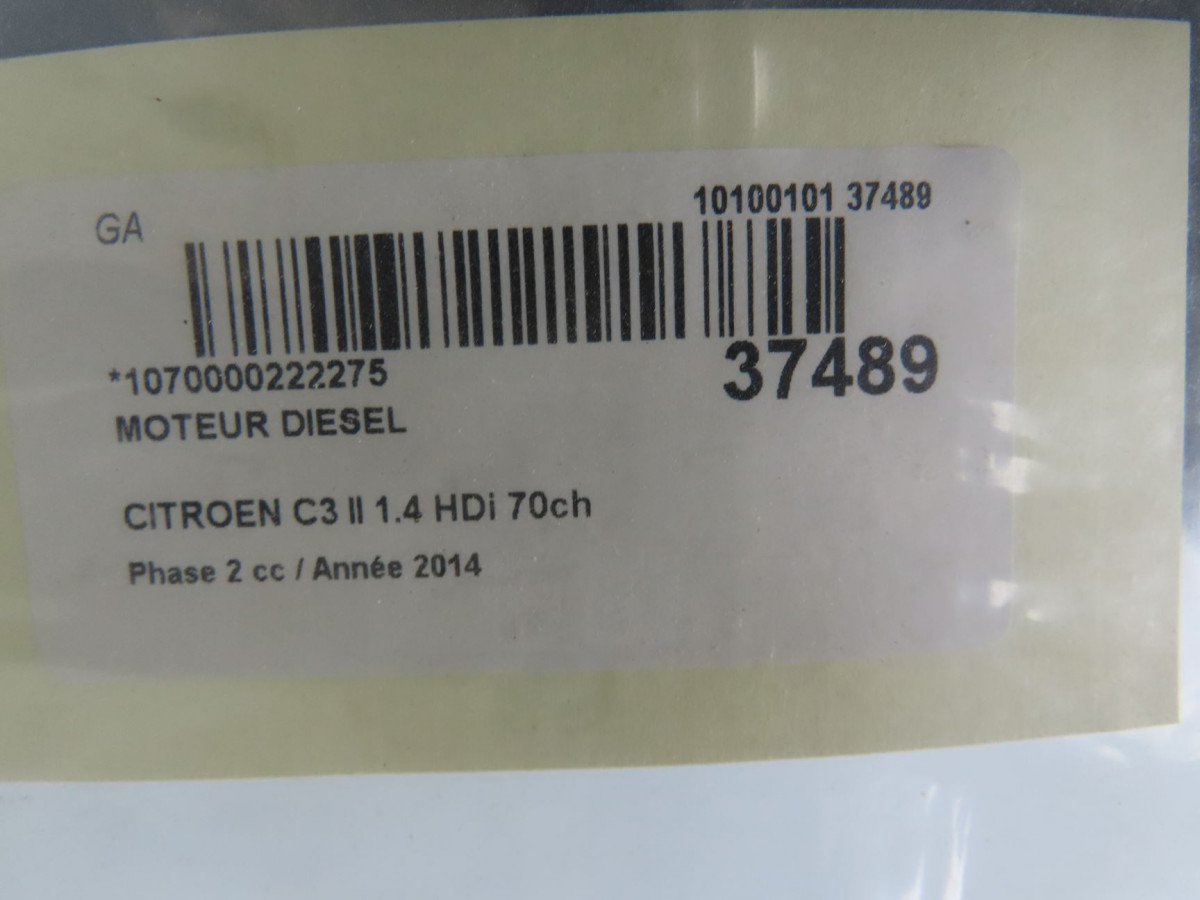 10100101 37489
GA
*1070000222275
37489
MOTEUR DIESEL
CITROEN C3 II 1.4 HDi 70ch
Phase 2 cc / Année 2014